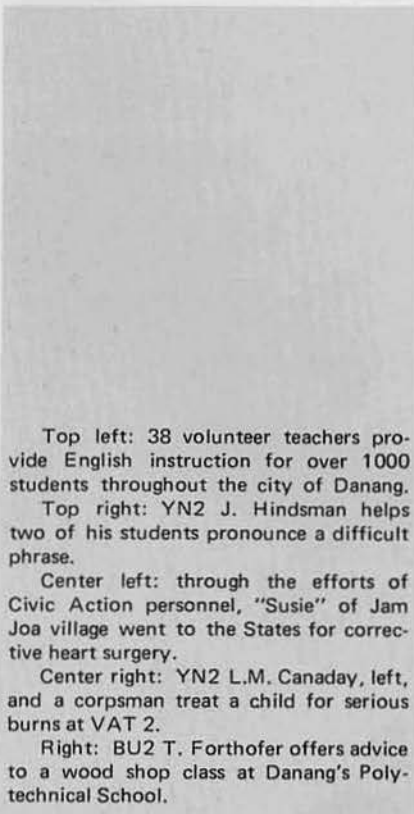 Top left: 38 volunteer teachers pro-
vide English instruction for over 1000
students throughout the city of Danang.
Top right: YN2 J. Hindsman helps
two of his students pronounce a difficult
phrase.
Center left: through the efforts of
Civic Action personnel, "Susie" of Jam
Joa village went to the States for correc-
tive heart surgery.
Center right: YN2 L.M. Canaday, left,
and a corpsman treat a child for serious
burns at VAT 2.
Right: BU2 T. Forthofer offers advice
to a wood shop class at Danang's Poly-
technical School.